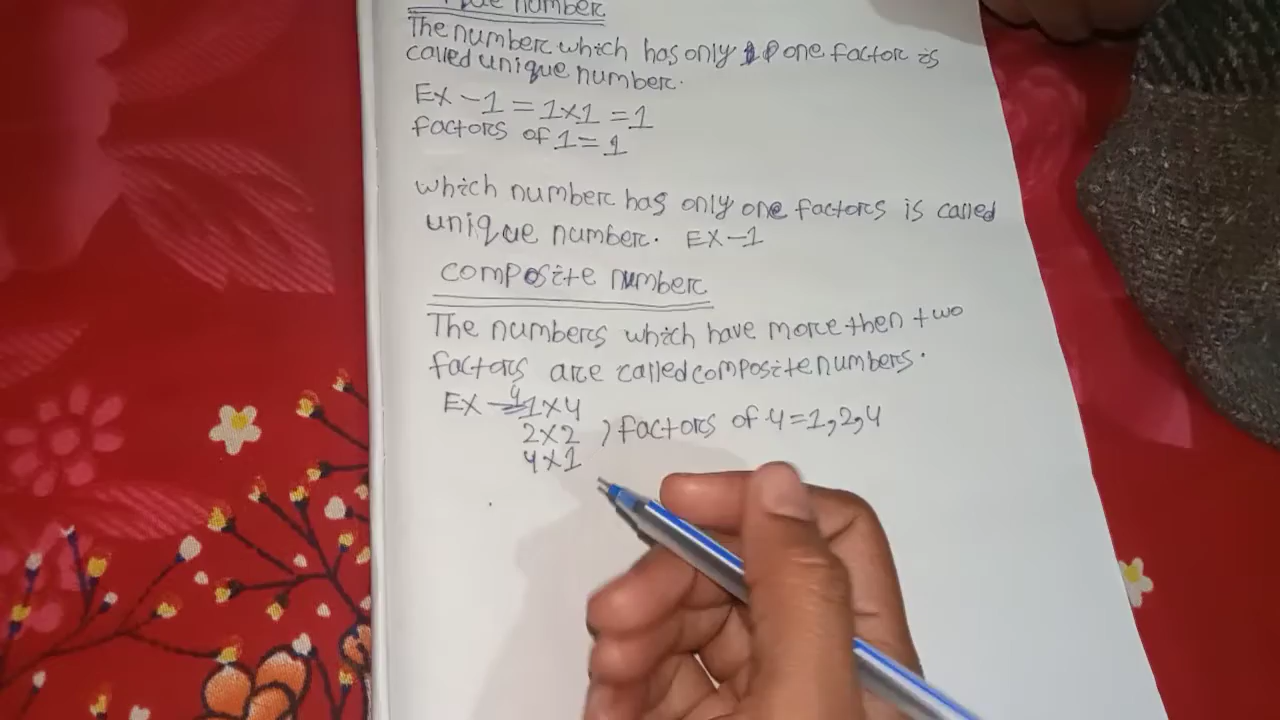 number
The number which has only one factor is
called unique number.
Ex - 1 = 1×1 = 1
factors of 1 = 1
which number has only one factors is called
unique number. EX-1
composite number
The numbers which have more then two
factors are called composite numbers.
EX - 4 1×4
2×2 , factors of 4 = 1,2,4
4×1